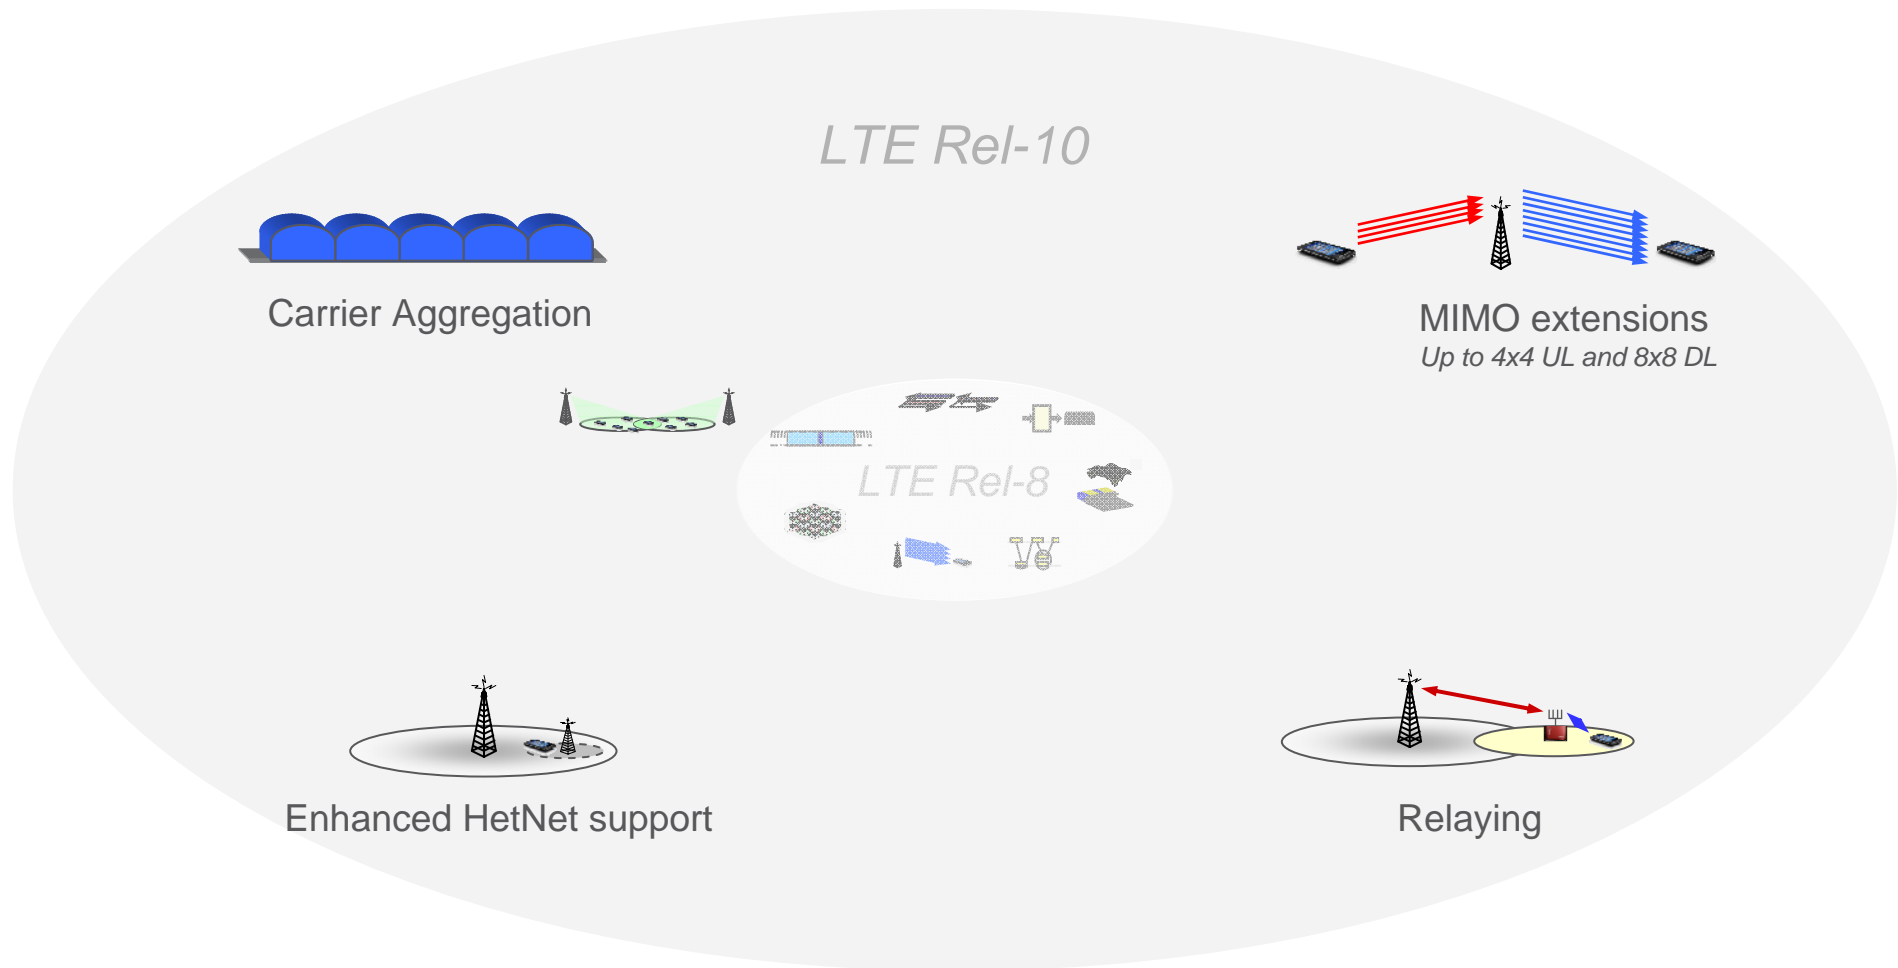 LTE Rel-10
Carrier Aggregation
MIMO extensions
Up to 4x4 UL and 8x8 DL
LTE Rel-8
Enhanced HetNet support
Relaying